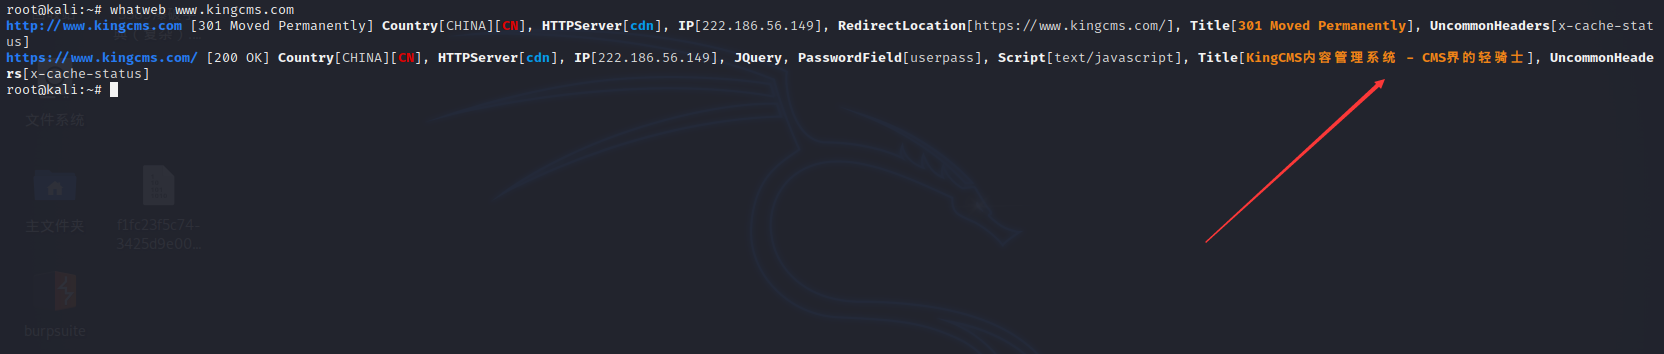 root@kali:~# whatweb www.kingcms.com
http://www.kingcms.com [301 Moved Permanently] Country[CHINA][CN], HTTPServer[cdn], IP[222.186.56.149], RedirectLocation[https://www.kingcms.com/], Title[301 Moved Permanently], UncommonHeaders[x-cache-stat
us]
https://www.kingcms.com/ [200 OK] Country[CHINA][CN], HTTPServer[cdn], IP[222.186.56.149], JQuery, PasswordField[userpass], Script[text/javascript], Title[KingCMS内容管理系统 - CMS界的轻骑士], UncommonHeade
rs[x-cache-status]
root@kali:~#
文件系统
主文件夹
f1fc23f5c74-
3425d9e00...
burpsuite